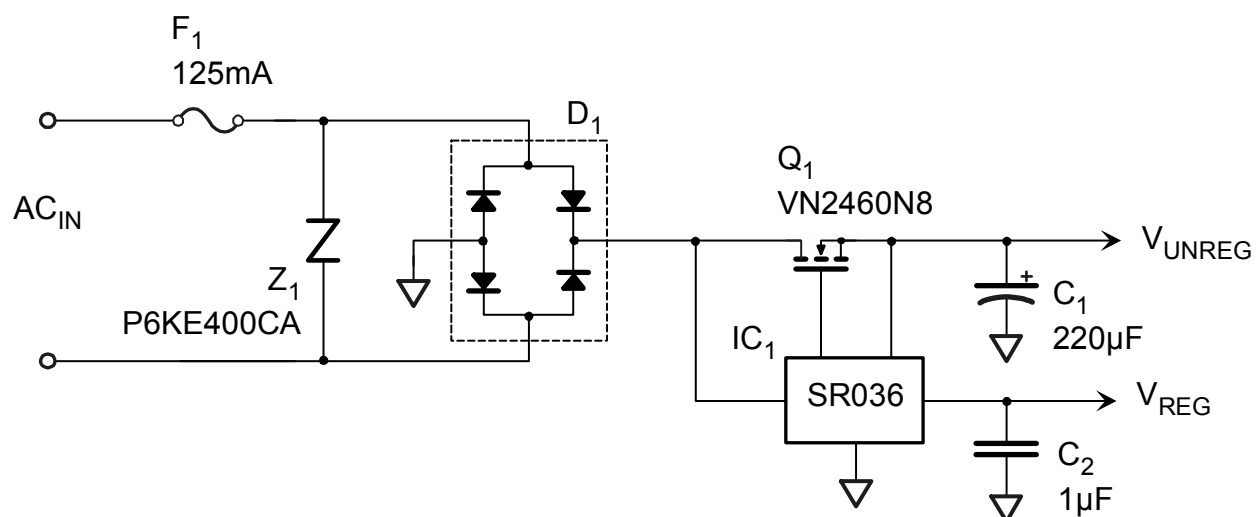 F1
125mA
D1
ACIN
Z1
P6KE400CA
Q1
VN2460N8
VUNREG
+
C1
220µF
IC1
SR036
VREG
C2
1µF